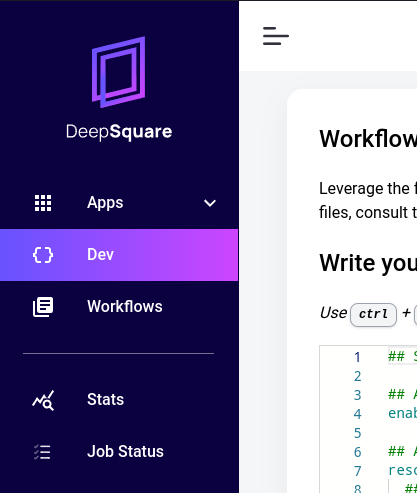 DeepSquare
Apps
Dev
Workflows
Stats
Job Status
Workflow
Leverage the
files, consult
Write you
Use ctrl +
1 ##
2
3 ##
4 enab
5
6 ##
7 reso
8 ##